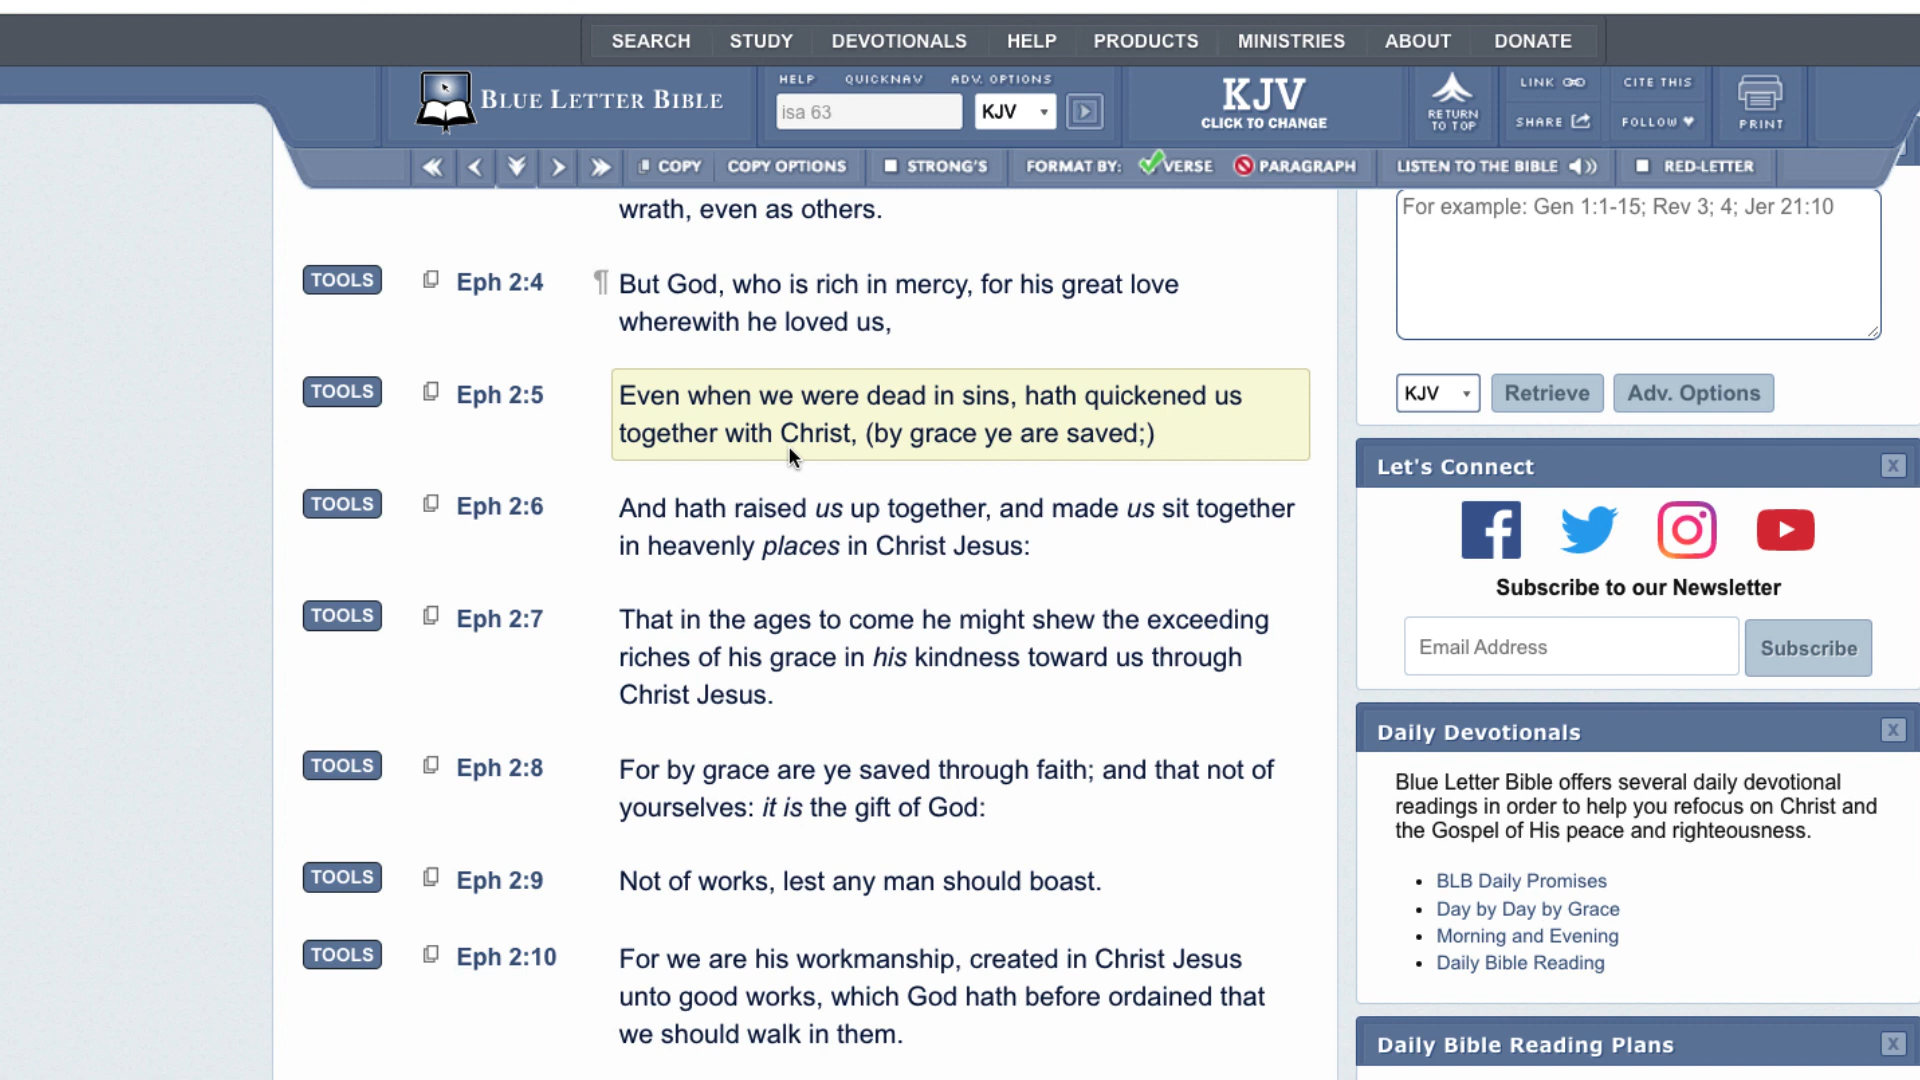 SEARCH STUDY DEVOTIONALS HELP PRODUCTS MINISTRIES ABOUT DONATE
BLUE LETTER BIBLE
HELP QUICKNAV ADV. OPTIONS
isa 63 KJV
KJV
CLICK TO CHANGE
RETURN
TO TOP
LINK
SHARE
CITE THIS
FOLLOW
PRINT
COPY COPY OPTIONS STRONG'S FORMAT BY: VERSE PARAGRAPH LISTEN TO THE BIBLE RED-LETTER
wrath, even as others.
TOOLS Eph 2:4 ¶ But God, who is rich in mercy, for his great love
wherewith he loved us,
TOOLS Eph 2:5 Even when we were dead in sins, hath quickened us
together with Christ, (by grace ye are saved;)
TOOLS Eph 2:6 And hath raised us up together, and made us sit together
in heavenly places in Christ Jesus:
TOOLS Eph 2:7 That in the ages to come he might shew the exceeding
riches of his grace in his kindness toward us through
Christ Jesus.
TOOLS Eph 2:8 For by grace are ye saved through faith; and that not of
yourselves: it is the gift of God:
TOOLS Eph 2:9 Not of works, lest any man should boast.
TOOLS Eph 2:10 For we are his workmanship, created in Christ Jesus
unto good works, which God hath before ordained that
we should walk in them.
For example: Gen 1:1-15; Rev 3; 4; Jer 21:10
KJV Retrieve Adv. Options
Let's Connect X
Subscribe to our Newsletter
Email Address Subscribe
Daily Devotionals X
Blue Letter Bible offers several daily devotional
readings in order to help you refocus on Christ and
the Gospel of His peace and righteousness.
• BLB Daily Promises
• Day by Day by Grace
• Morning and Evening
• Daily Bible Reading
Daily Bible Reading Plans X